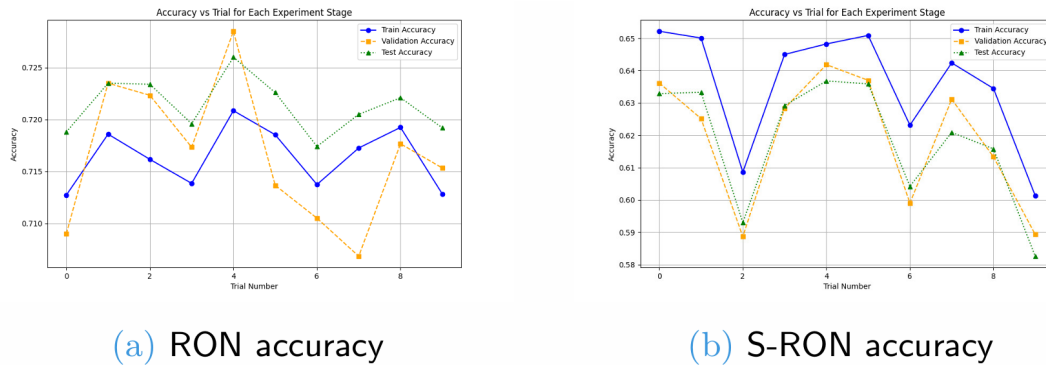 Accuracy vs Trial for Each Experiment Stage
Train Accuracy
Validation Accuracy
Test Accuracy
0.725
0.720
0.715
0.710
Accuracy
0 2 4 6 8
Trial Number
(a) RON accuracy
Accuracy vs Trial for Each Experiment Stage
Train Accuracy
Validation Accuracy
Test Accuracy
0.65
0.64
0.63
0.62
0.61
0.60
0.59
0.58
Accuracy
0 2 4 6 8
Trial Number
(b) S-RON accuracy